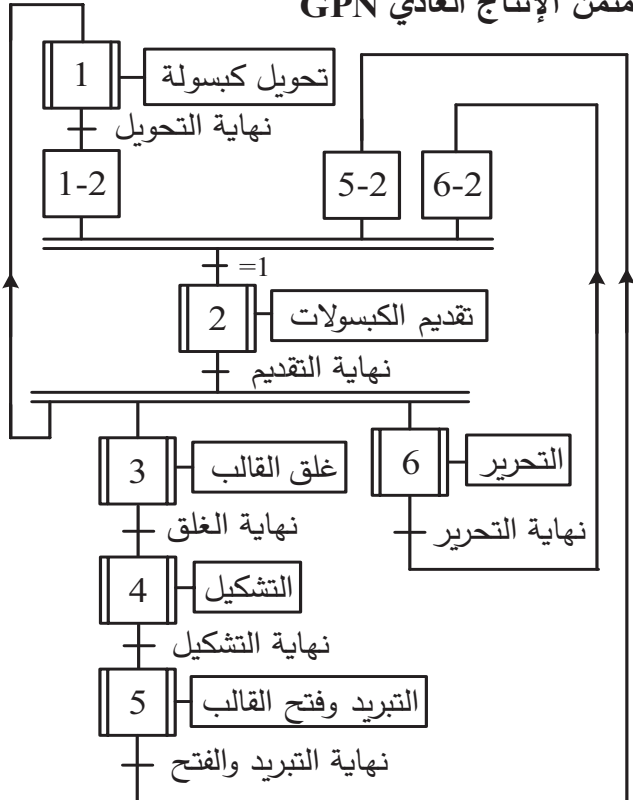 متمن الإنتاج العادي GPN
1 تحويل كبسولة
نهاية التحويل
1-2 5-2 6-2
=1
2 تقديم الكبسولات
نهاية التقديم
3 غلق القالب 6 التحرير
نهاية الغلق نهاية التحرير
4 التشكيل
نهاية التشكيل
5 التبريد وفتح القالب
نهاية التبريد والفتح